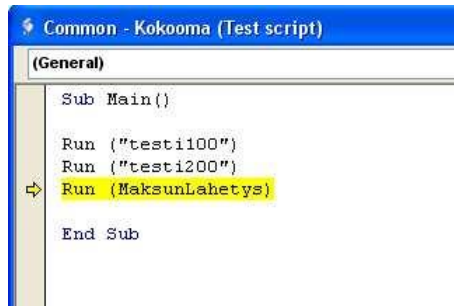 Common - Kokooma (Test script)
(General)
Sub Main()
Run ("testi100")
Run ("testi200")
Run (MaksunLahetys)
End Sub